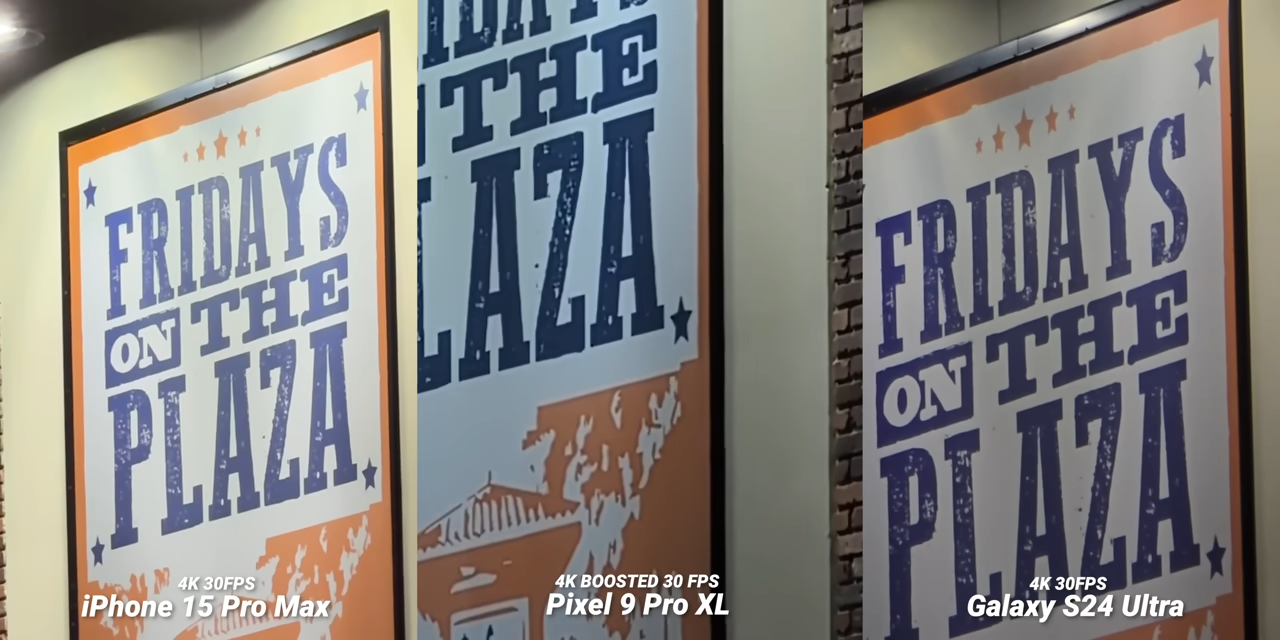 FRIDAYS
ON THE
PLAZA
4K 30FPS
iPhone 15 Pro Max
THE
PLAZA
4K BOOSTED 30 FPS
Pixel 9 Pro XL
FRIDAYS
ON THE
PLAZA
4K 30FPS
Galaxy S24 Ultra